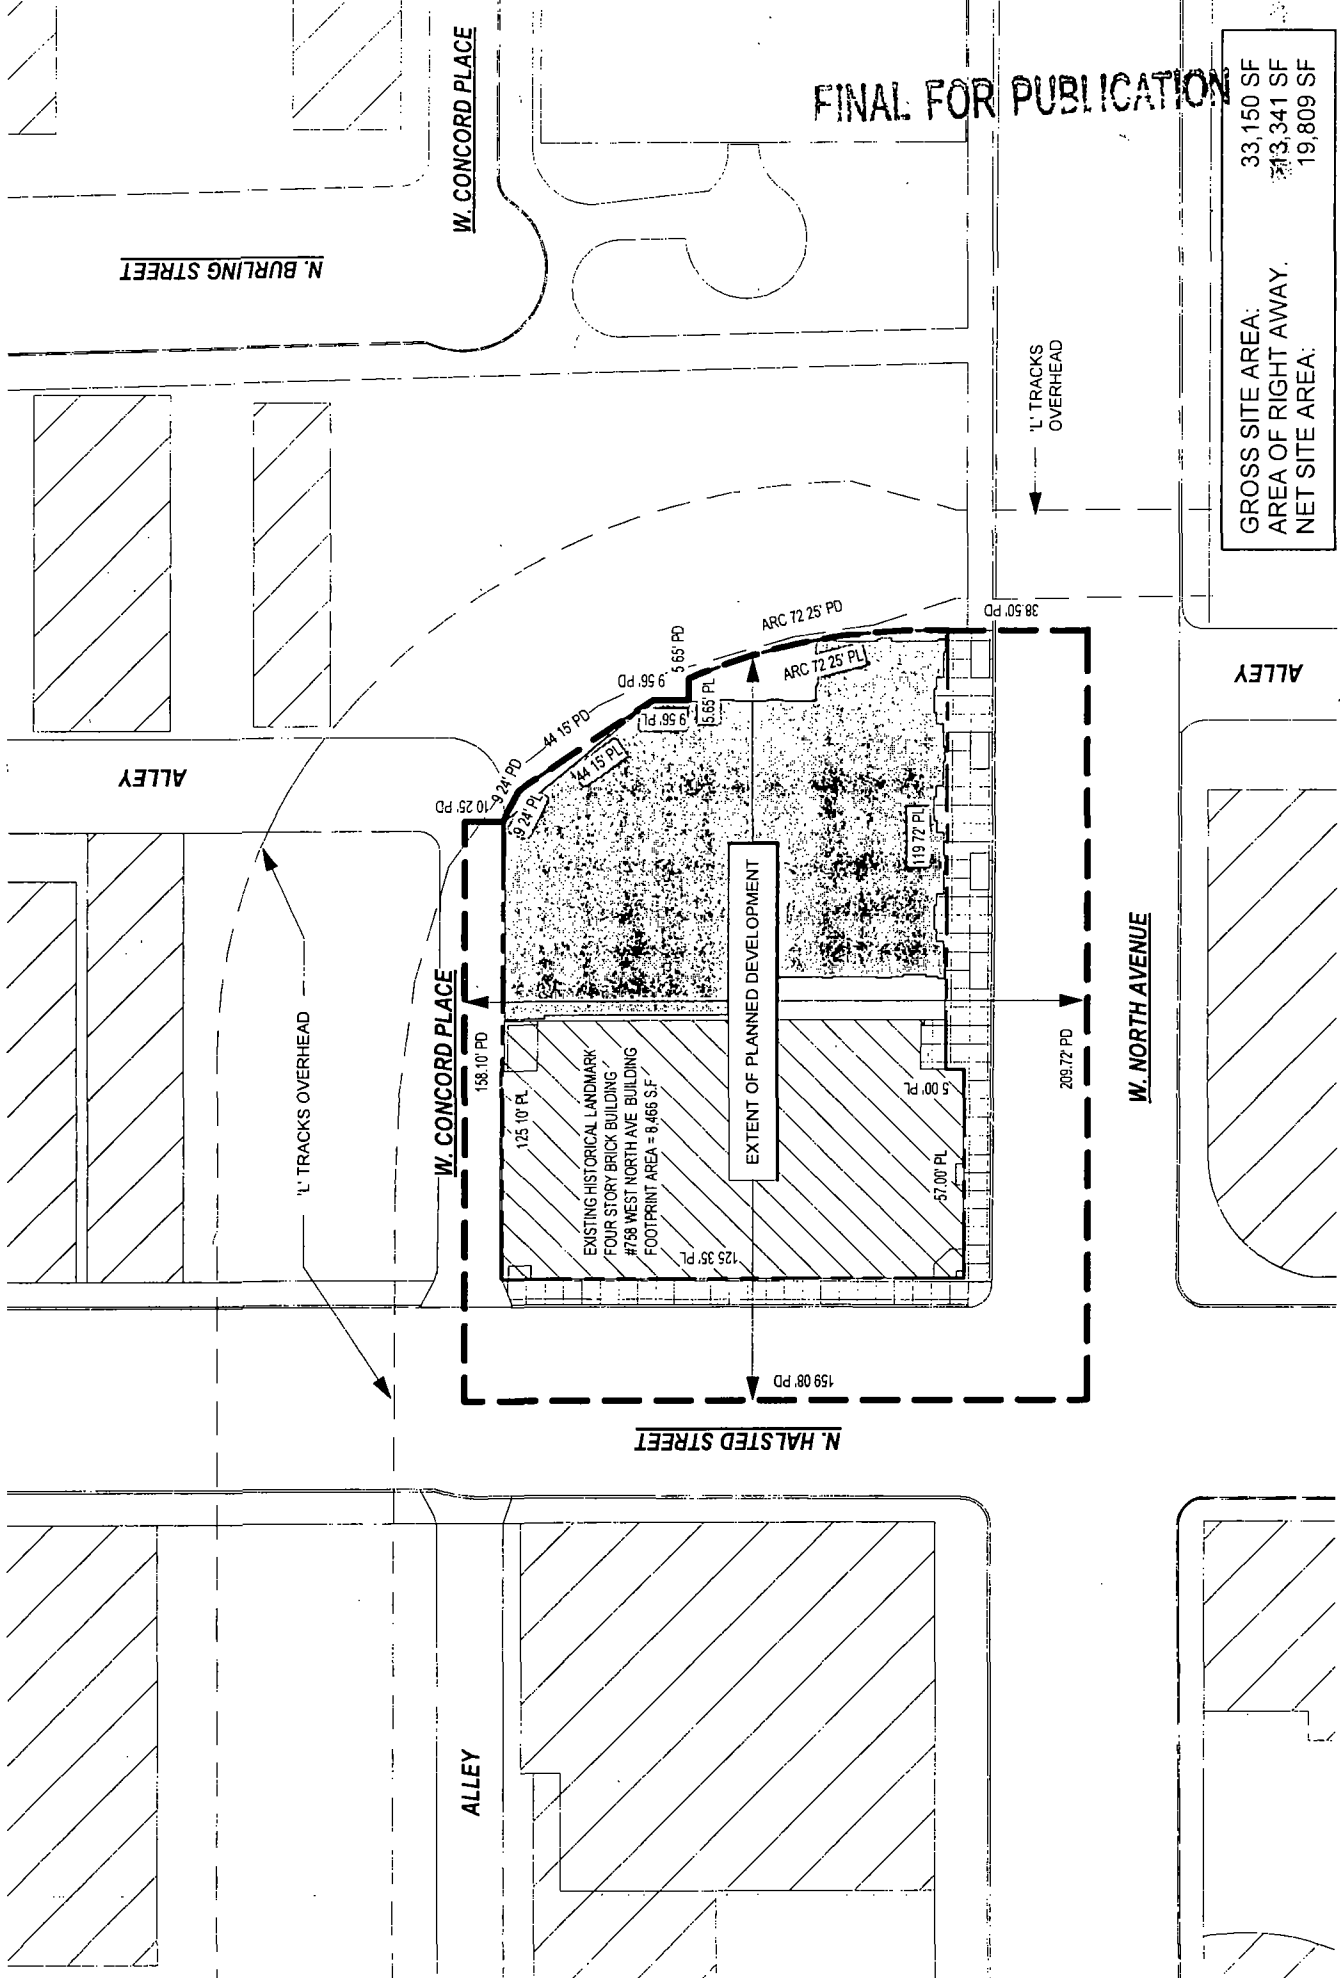 FINAL FOR PUBLICATION
GROSS SITE AREA: 33,150 SF
AREA OF RIGHT AWAY. 13,341 SF
NET SITE AREA: 19,809 SF
W. CONCORD PLACE
N. BURLING STREET
'L' TRACKS
OVERHEAD
ALLEY
ALLEY
'L' TRACKS OVERHEAD
W. CONCORD PLACE
158.10' PD
10 25' PD
9 24' PD
44 15' PD
9 56' PD
5 65' PD
ARC 72 25' PD
38.50' PD
125 10' PL
9 24' PL
44 15' PL
9 56' PL
5.65' PL
ARC 72 25' PL
119 72' PL
5 00' PL
57.00' PL
125 35' PL
EXISTING HISTORICAL LANDMARK
FOUR STORY BRICK BUILDING
#758 WEST NORTH AVE BUILDING
FOOTPRINT AREA = 8,466 S.F
EXTENT OF PLANNED DEVELOPMENT
209.72' PD
159 08' PD
W. NORTH AVENUE
N. HALSTED STREET
ALLEY